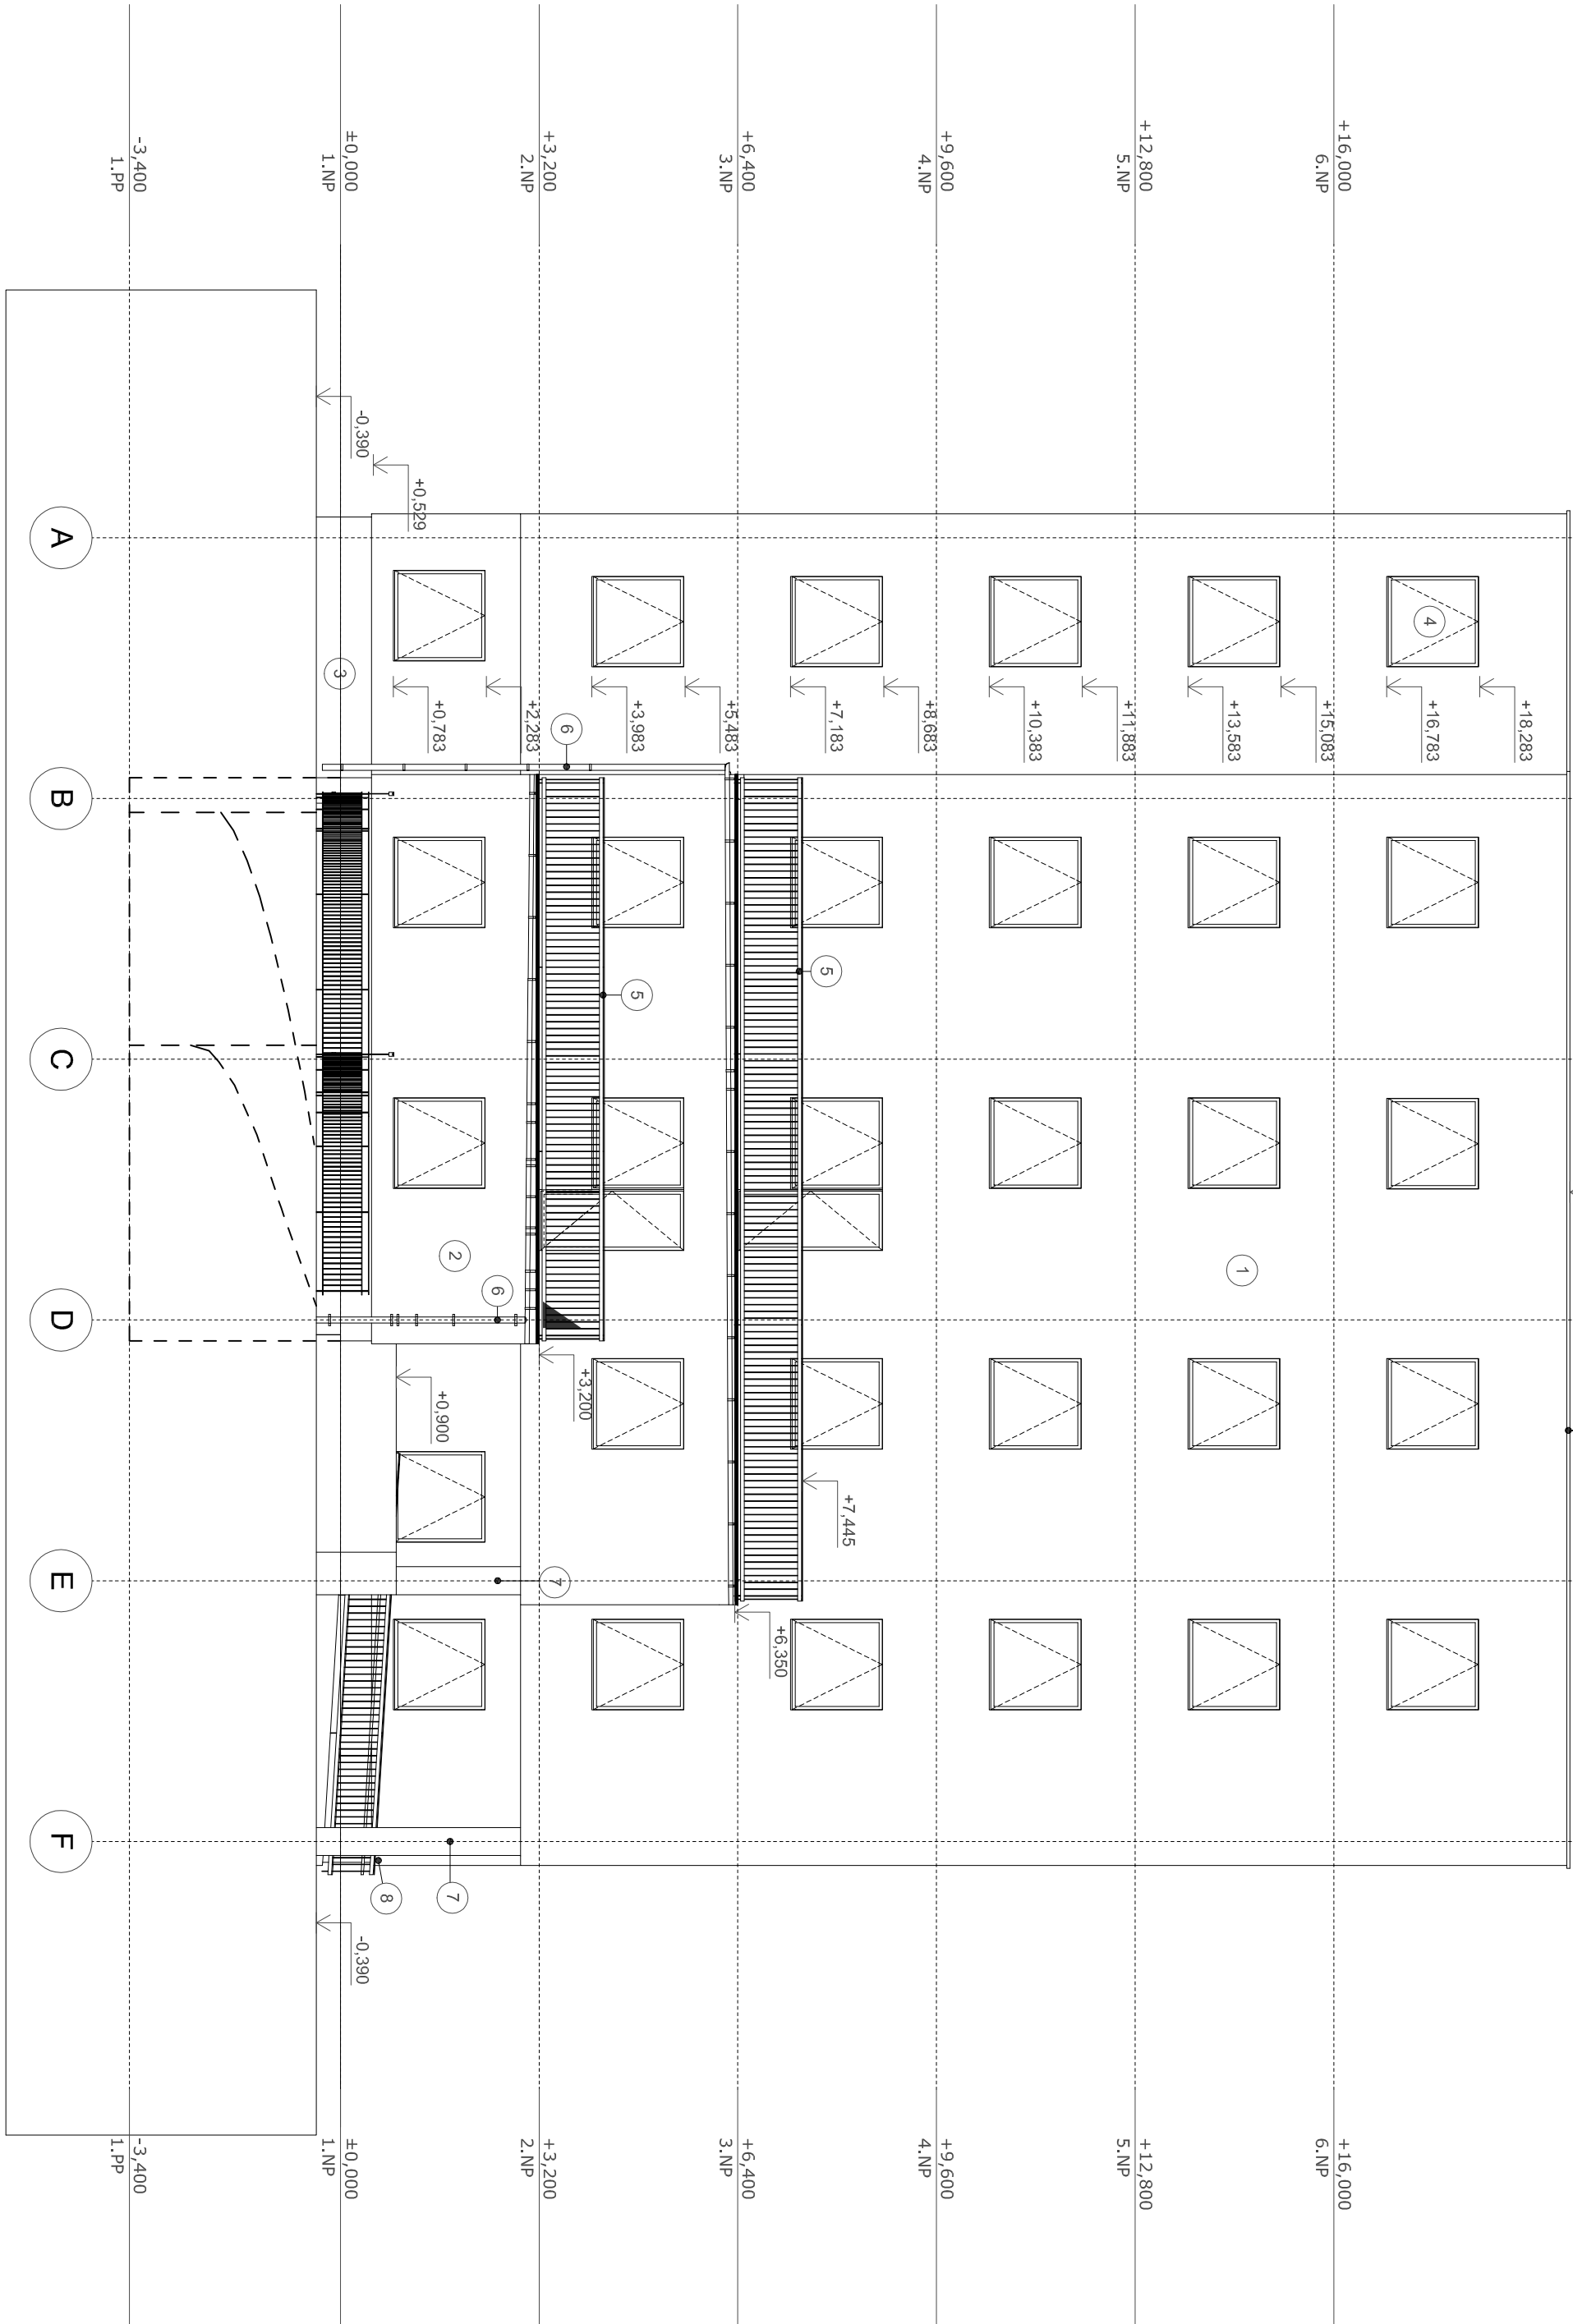 +16,000
6.NP
+12,800
5.NP
+9,600
4.NP
+6,400
3.NP
+3,200
2.NP
±0,000
1.NP
-3,400
1.PP
+18,283
+16,783
+15,083
+13,583
+11,883
+10,383
+8,683
+7,183
+5,483
+3,983
+2,283
+0,783
+0,529
-0,390
4
3
6
5
5
1
2
6
+3,200
+0,900
+7,445
+6,350
7
7
8
-0,390
A
B
C
D
E
F
+16,000
6.NP
+12,800
5.NP
+9,600
4.NP
+6,400
3.NP
+3,200
2.NP
±0,000
1.NP
-3,400
1.PP